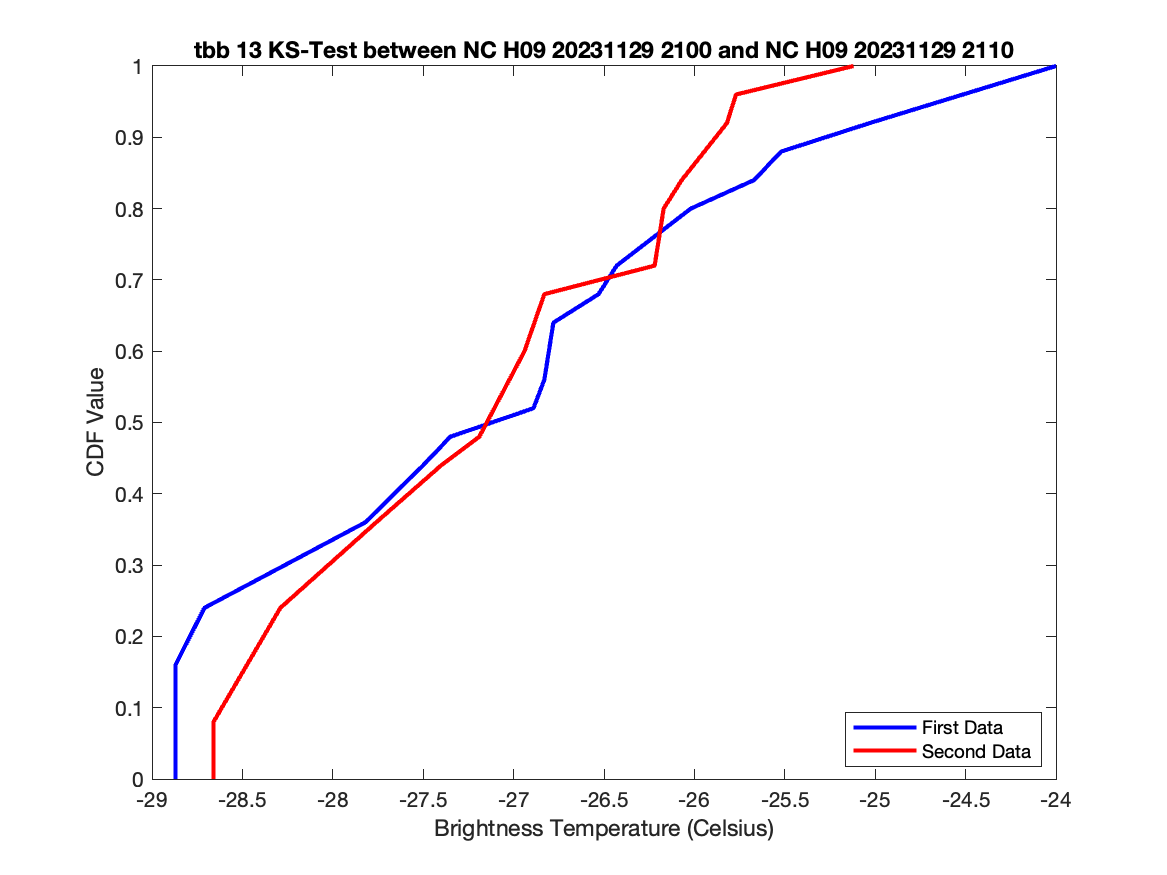 tbb 13 KS-Test between NC H09 20231129 2100 and NC H09 20231129 2110
1
0.9
0.8
0.7
0.6
0.5
0.4
0.3
0.2
0.1
0
CDF Value
First Data
Second Data
-29 -28.5 -28 -27.5 -27 -26.5 -26 -25.5 -25 -24.5 -24
Brightness Temperature (Celsius)